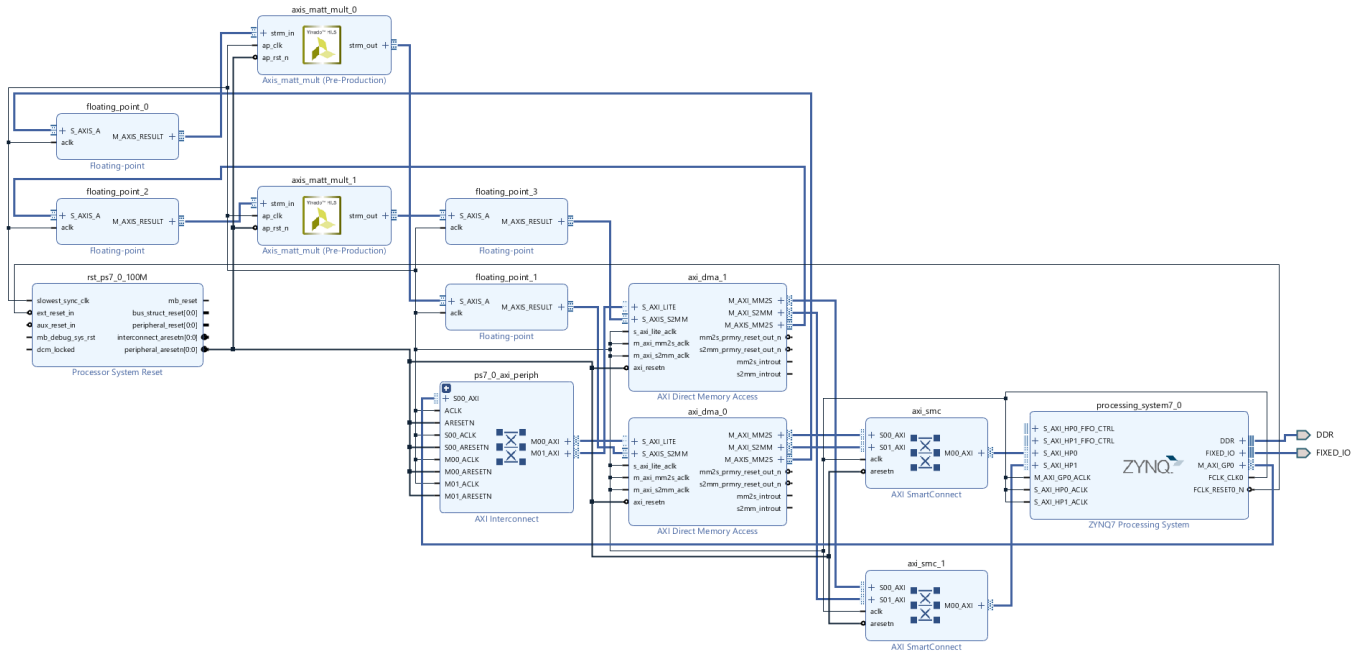 axis_matt_mult_0
strm_in
ap_clk
ap_rst_n
Vivado™ HLS
strm_out
Axis_matt_mult (Pre-Production)
floating_point_0
S_AXIS_A
aclk
M_AXIS_RESULT
Floating-point
floating_point_2
S_AXIS_A
aclk
M_AXIS_RESULT
Floating-point
axis_matt_mult_1
strm_in
ap_clk
ap_rst_n
Vivado™ HLS
strm_out
Axis_matt_mult (Pre-Production)
floating_point_3
S_AXIS_A
aclk
M_AXIS_RESULT
Floating-point
rst_ps7_0_100M
slowest_sync_clk
ext_reset_in
aux_reset_in
mb_debug_sys_rst
dcm_locked
mb_reset
bus_struct_reset[0:0]
peripheral_reset[0:0]
interconnect_aresetn[0:0]
peripheral_aresetn[0:0]
Processor System Reset
floating_point_1
S_AXIS_A
aclk
M_AXIS_RESULT
Floating-point
axi_dma_1
S_AXI_LITE
S_AXIS_S2MM
s_axi_lite_aclk
m_axi_mm2s_aclk
m_axi_s2mm_aclk
axi_resetn
M_AXI_MM2S
M_AXI_S2MM
M_AXIS_MM2S
mm2s_prmry_reset_out_n
s2mm_prmry_reset_out_n
mm2s_introut
s2mm_introut
AXI Direct Memory Access
ps7_0_axi_periph
S00_AXI
ACLK
ARESETN
S00_ACLK
S00_ARESETN
M00_ACLK
M00_ARESETN
M01_ACLK
M01_ARESETN
M00_AXI
M01_AXI
AXI Interconnect
axi_dma_0
S_AXI_LITE
S_AXIS_S2MM
s_axi_lite_aclk
m_axi_mm2s_aclk
m_axi_s2mm_aclk
axi_resetn
M_AXI_MM2S
M_AXI_S2MM
M_AXIS_MM2S
mm2s_prmry_reset_out_n
s2mm_prmry_reset_out_n
mm2s_introut
s2mm_introut
AXI Direct Memory Access
axi_smc
S00_AXI
S01_AXI
aclk
aresetn
M00_AXI
AXI SmartConnect
processing_system7_0
S_AXI_HP0_FIFO_CTRL
S_AXI_HP1_FIFO_CTRL
S_AXI_HP0
S_AXI_HP1
M_AXI_GP0_ACLK
S_AXI_HP0_ACLK
S_AXI_HP1_ACLK
ZYNQ
DDR
FIXED_IO
M_AXI_GP0
FCLK_CLK0
FCLK_RESET0_N
ZYNQ7 Processing System
DDR
FIXED_IO
axi_smc_1
S00_AXI
S01_AXI
aclk
aresetn
M00_AXI
AXI SmartConnect